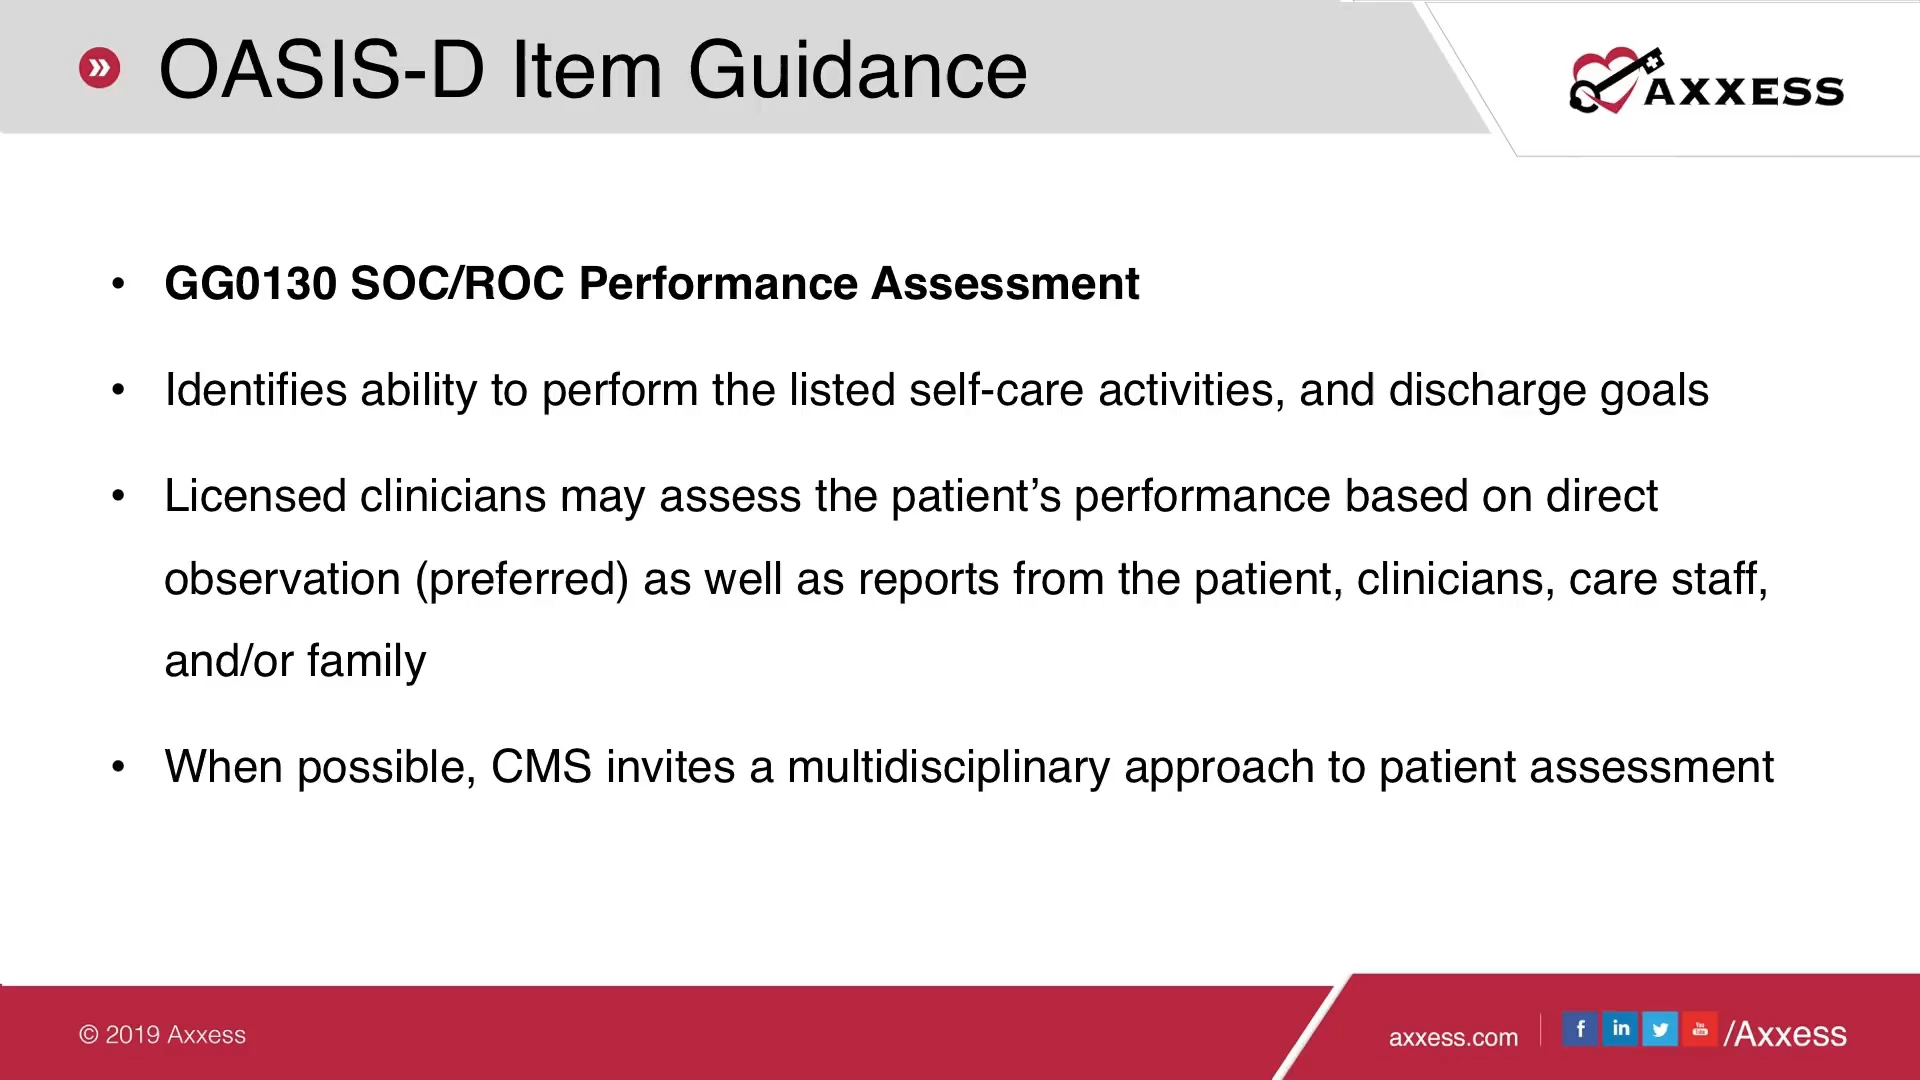 OASIS-D Item Guidance
AXXESS
• GG0130 SOC/ROC Performance Assessment
• Identifies ability to perform the listed self-care activities, and discharge goals
• Licensed clinicians may assess the patient’s performance based on direct
observation (preferred) as well as reports from the patient, clinicians, care staff,
and/or family
• When possible, CMS invites a multidisciplinary approach to patient assessment
© 2019 Axxess
axxess.com
f in You Tube /Axxess